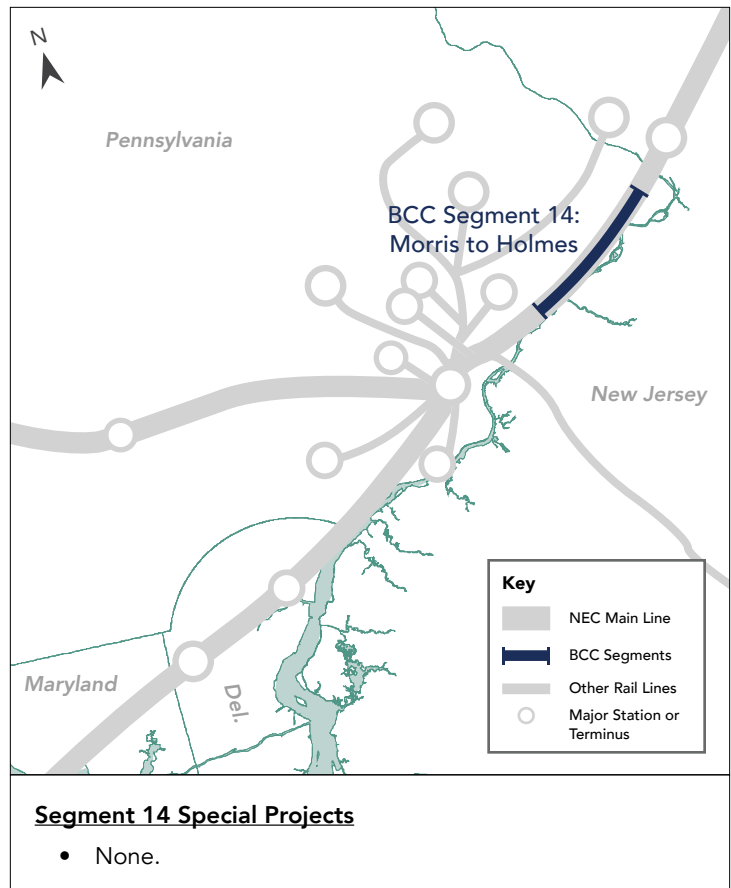 N
Pennsylvania
BCC Segment 14:
Morris to Holmes
New Jersey
Maryland
Del.
Key
NEC Main Line
BCC Segments
Other Rail Lines
Major Station or
Terminus
Segment 14 Special Projects
• None.